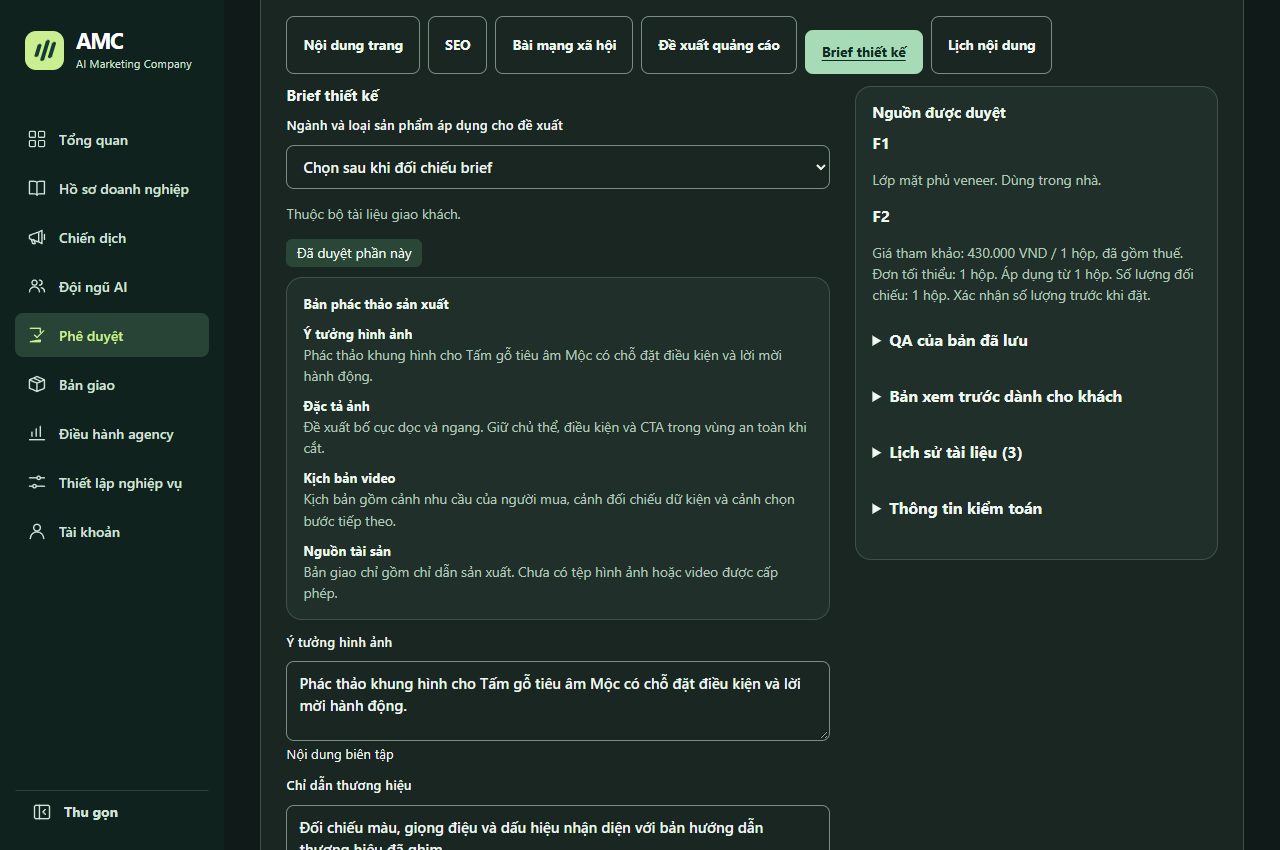 AMC
AI Marketing Company
Tổng quan
Hồ sơ doanh nghiệp
Chiến dịch
Đội ngũ AI
Phê duyệt
Bàn giao
Điều hành agency
Thiết lập nghiệp vụ
Tài khoản
Thu gọn
Nội dung trang
SEO
Bài mạng xã hội
Đề xuất quảng cáo
Brief thiết kế
Lịch nội dung
Brief thiết kế
Ngành và loại sản phẩm áp dụng cho đề xuất
Chọn sau khi đối chiếu brief
Thuộc bộ tài liệu giao khách.
Đã duyệt phần này
Bản phác thảo sản xuất
Ý tưởng hình ảnh
Phác thảo khung hình cho Tấm gỗ tiêu âm Mộc có chỗ đặt điều kiện và lời mời
hành động.
Đặc tả ảnh
Đề xuất bố cục dọc và ngang. Giữ chủ thể, điều kiện và CTA trong vùng an toàn khi
cắt.
Kịch bản video
Kịch bản gồm cảnh nhu cầu của người mua, cảnh đối chiếu dữ kiện và cảnh chọn
bước tiếp theo.
Nguồn tài sản
Bàn giao chỉ gồm chỉ dẫn sản xuất. Chưa có tệp hình ảnh hoặc video được cấp
phép.
Ý tưởng hình ảnh
Phác thảo khung hình cho Tấm gỗ tiêu âm Mộc có chỗ đặt điều kiện và lời
mời hành động.
Nội dung biên tập
Chỉ dẫn thương hiệu
Đối chiếu màu, giọng điệu và dấu hiệu nhận diện với bản hướng dẫn
thương hiệu đã ghim
Nguồn được duyệt
F1
Lớp mặt phủ veneer. Dùng trong nhà.
F2
Giá tham khảo: 430.000 VND / 1 hộp, đã gồm thuế.
Đơn tối thiểu: 1 hộp. Áp dụng từ 1 hộp. Số lượng đối
chiếu: 1 hộp. Xác nhận số lượng trước khi đặt.
QA của bản đã lưu
Bản xem trước dành cho khách
Lịch sử tài liệu (3)
Thông tin kiểm toán